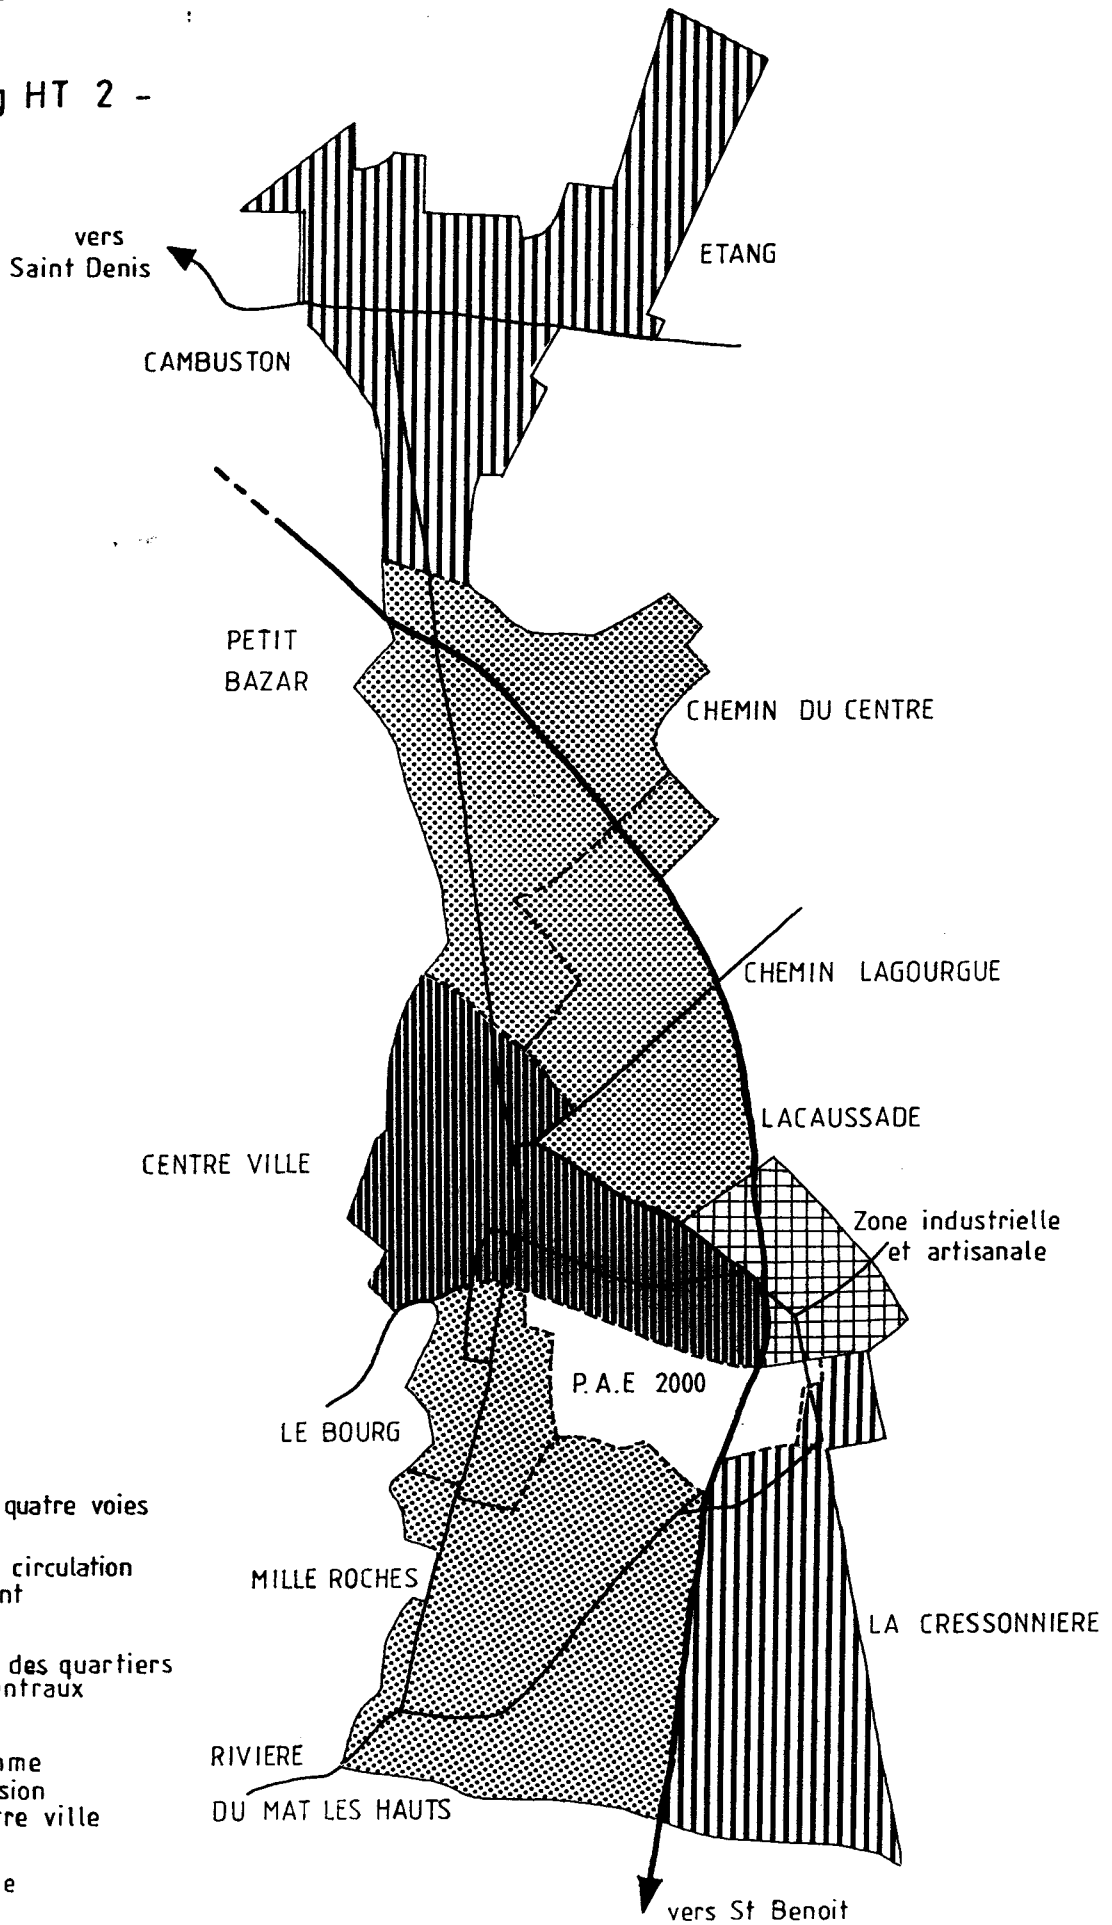 HT 2 -
vers
Saint Denis
ETANG
CAMBUSTON
PETIT
BAZAR
CHEMIN DU CENTRE
CHEMIN LAGOURGUE
LACAUSSADE
CENTRE VILLE
Zone industrielle
et artisanale
P.A.E 2000
LE BOURG
quatre voies
circulation
nt
MILLE ROCHES
LA CRESSONNIERE
des quartiers
ntraux
RIVIERE
DU MAT LES HAUTS
me
sion
re ville
e
vers St Benoit